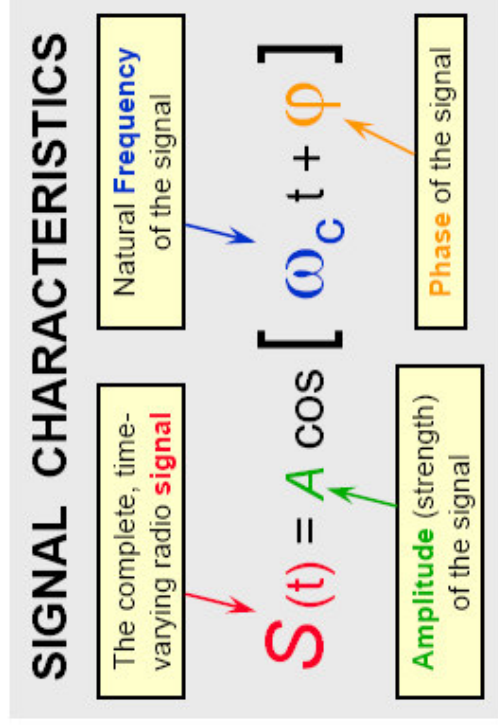 SIGNAL CHARACTERISTICS
The complete, time-
varying radio signal
Natural Frequency
of the signal
S(t) = A cos [ ω_c t + φ ]
Amplitude (strength)
of the signal
Phase of the signal